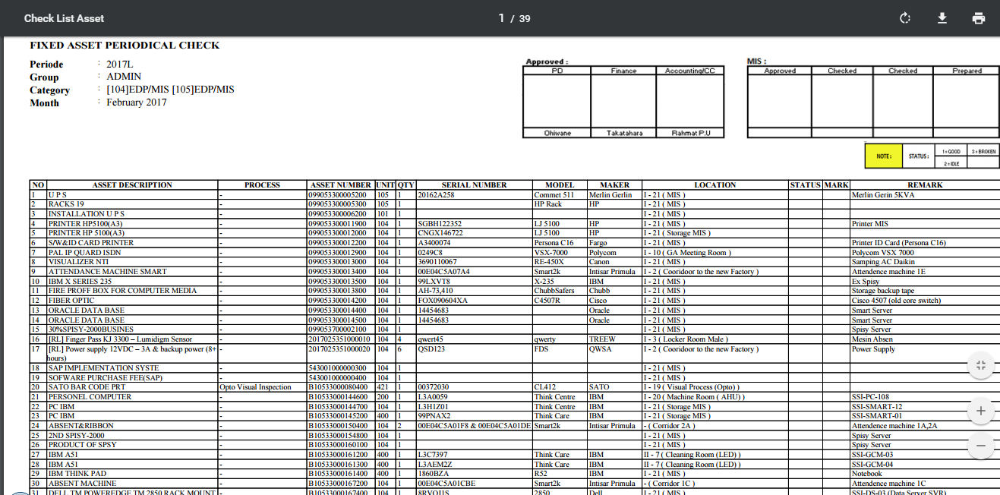 Check List Asset 1 / 39
FIXED ASSET PERIODICAL CHECK
Periode : 2017L
Group : ADMIN
Category : [104]EDP/MIS [105]EDP/MIS
Month : February 2017
Approved :
PD Finance Accounting/CC
Ohiwane Takatahara Rahmat P.U
MIS :
Approved Checked Checked Prepared
NOTE : STATUS : 1 = GOOD 3 = BROKEN
2 = IDLE
NO ASSET DESCRIPTION PROCESS ASSET NUMBER UNIT QTY SERIAL NUMBER MODEL MAKER LOCATION STATUS MARK REMARK
1 U P S - 099053300005200 105 1 20162A258 Commet 511 Merlin Gerlin I - 21 ( MIS ) Merlin Gerin 5KVA
2 RACKS 19 - 099053300005300 105 1 HP Rack HP I - 21 ( MIS )
3 INSTALLATION U P S - 099053300006200 101 1 I - 21 ( MIS )
4 PRINTER HP5100(A3) - 099053300011900 104 1 SGBH122352 LJ 5100 HP I - 21 ( MIS ) Printer MIS
5 PRINTER HP 5100(A3) - 099053300012000 104 1 CNGX146722 LJ 5100 HP I - 21 ( Storage MIS )
6 S/W&ID CARD PRINTER - 099053300012200 104 1 A3400074 Persona C16 Fargo I - 21 ( MIS ) Printer ID Card (Persona C16)
7 PAL IP QUARD ISDN - 099053300012900 104 1 0249C8 VSX-7000 Polycom I - 10 ( GA Meeting Room ) Polycom VSX 7000
8 VISUALIZER NTI - 099053300013000 104 1 3690110067 RE-450X Canon I - 21 ( MIS ) Samping AC Daikin
9 ATTENDANCE MACHINE SMART - 099053300013400 104 1 00E04C5A07A4 Smart2k Intisar Primula I - 2 ( Cooridoor to the new Factory ) Attendence machine 1E
10 IBM X SERIES 235 - 099053300013500 104 1 99LXVT8 X-235 IBM I - 21 ( MIS ) Ex Spisy
11 FIRE PROFF BOX FOR COMPUTER MEDIA - 099053300013800 104 1 AH-73,410 ChubbSafers Chubb I - 21 ( MIS ) Storage backup tape
12 FIBER OPTIC - 099053300014200 104 1 FOX090604XA C4507R Cisco I - 21 ( MIS ) Cisco 4507 (old core switch)
13 ORACLE DATA BASE - 099053300014400 104 1 14454683 Oracle I - 21 ( MIS ) Smart Server
14 ORACLE DATA BASE - 099053300014500 104 1 14454683 Oracle I - 21 ( MIS ) Smart Server
15 30%SPISY-2000BUSINES - 099053700002100 104 1 I - 21 ( MIS ) Spisy Server
16 [RL] Finger Pass KJ 3300 – Lumidigm Sensor - 2017025351000010 104 4 qwert45 qwerty TREEW I - 3 ( Locker Room Male ) Mesin Absen
17 [RL] Power supply 12VDC – 3A & backup power (8+ - 2017025351000020 104 6 QSD123 FDS QWSA I - 2 ( Cooridoor to the new Factory ) Power Supply
hours)
18 SAP IMPLEMENTATION SYSTE - 543001000000300 104 1 I - 21 ( MIS )
19 SOFWARE PURCHASE FEE(SAP) - 543001000000400 104 1 I - 21 ( MIS )
20 SATO BAR CODE PRT Opto Visual Inspection B10533000080400 421 1 00372030 CL412 SATO I - 19 ( Visual Process (Opto) )
21 PERSONEL COMPUTER - B10533000144600 200 1 L3A0059 Think Centre IBM I - 20 ( Machine Room ( AHU) ) SSI-PC-108
22 PC IBM - B10533000144700 104 1 L3H1Z01 Think Centre IBM I - 21 ( Storage MIS ) SSI-SMART-12
23 PC IBM - B10533000145200 400 1 99PNAX2 Think Care IBM I - 21 ( Storage MIS ) SSI-SMART-01
24 ABSENT&RIBBON - B10533000150400 104 2 00E04C5A01F8 & 00E04C5A01DE Smart2k Intisar Primula - ( Corridor 2A ) Attendence machine 1A,2A
25 2ND SPISY-2000 - B10533000154800 104 1 I - 21 ( MIS ) Spisy Server
26 PRODUCT OF SPSY - B10533000160100 104 1 I - 21 ( MIS ) Spisy Server
27 IBM A51 - B10533000161200 400 1 L3C7397 Think Care IBM II - 7 ( Cleaning Room (LED) ) SSI-GCM-03
28 IBM A51 - B10533000161300 400 1 L3AEM2Z Think Care IBM II - 7 ( Cleaning Room (LED) ) SSI-GCM-04
29 IBM THINK PAD - B10533000161400 400 1 1860BZA R52 IBM I - 21 ( MIS ) Notebook
30 ABSENT MACHINE - B10533000167200 104 1 00E04C5A01CBE Smart2k Intisar Primula - ( Corridor 1C ) Attendence machine 1C
31 DELL TM POWEREDGE TM 2850 RACK MOUNT - B10533000167400 104 1 8RVQ11S 2850 Dell I - 21 ( MIS ) SSI-DS-03 (Data Server SVR)